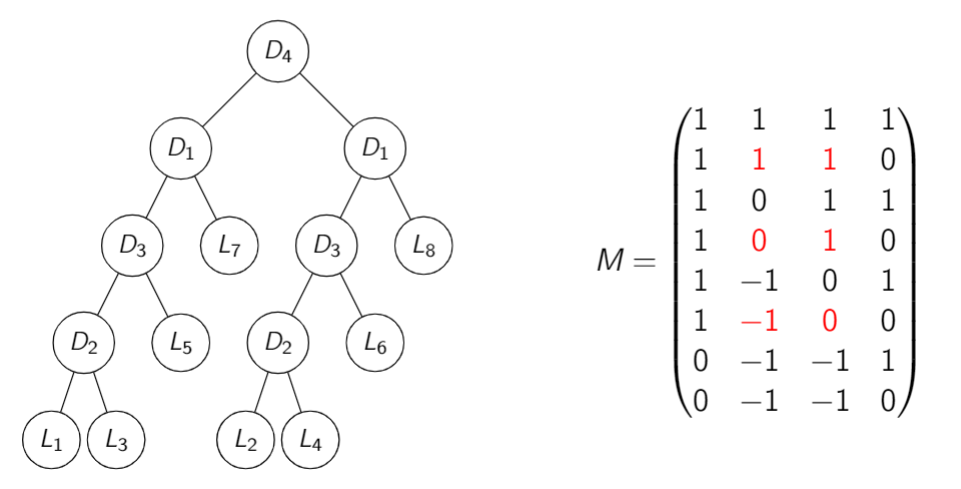 D4
D1 D1
D3 L7 D3 L8
D2 L5 D2 L6
L1 L3 L2 L4
M =
1 1 1 1
1 1 1 0
1 0 1 1
1 0 1 0
1 −1 0 1
1 −1 0 0
0 −1 −1 1
0 −1 −1 0